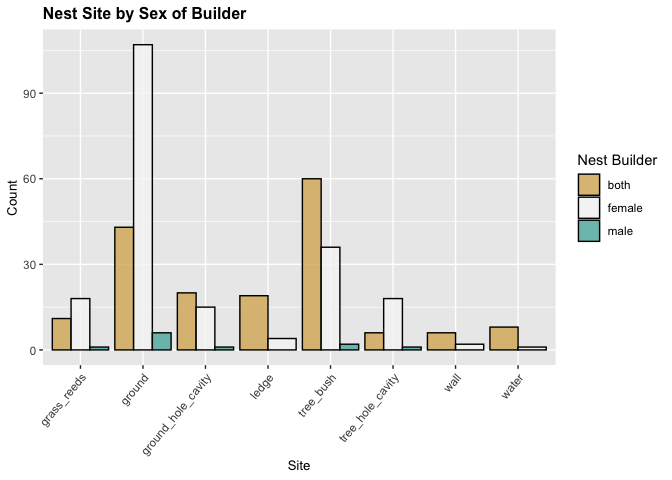 Nest Site by Sex of Builder
Count
90
60
30
0
grass_reeds
ground
ground_hole_cavity
ledge
tree_bush
tree_hole_cavity
wall
water
Site
Nest Builder
both
female
male